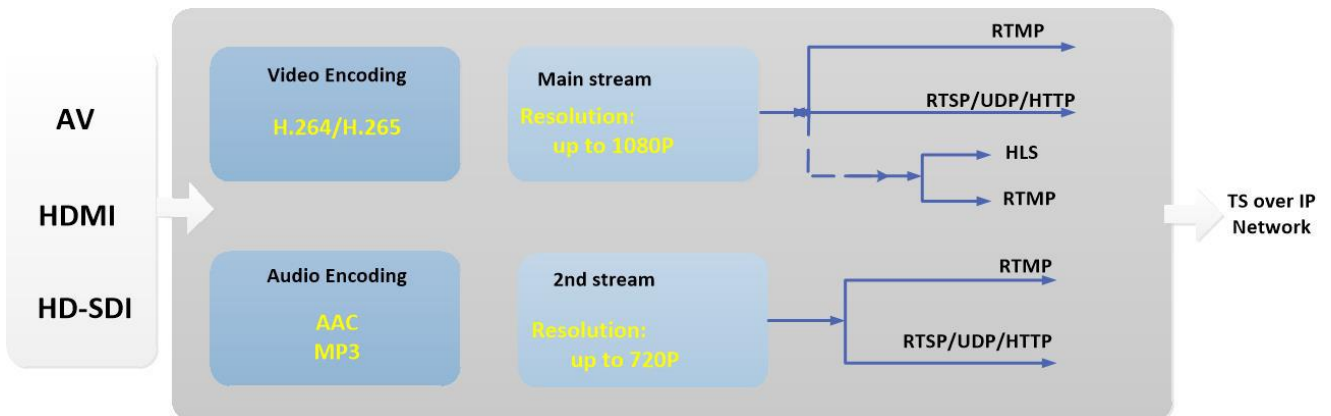 AV
HDMI
HD-SDI
Video Encoding
H.264/H.265
Audio Encoding
AAC
MP3
Main stream
Resolution:
up to 1080P
2nd stream
Resolution:
up to 720P
RTMP
RTSP/UDP/HTTP
HLS
RTMP
RTMP
RTSP/UDP/HTTP
TS over IP
Network